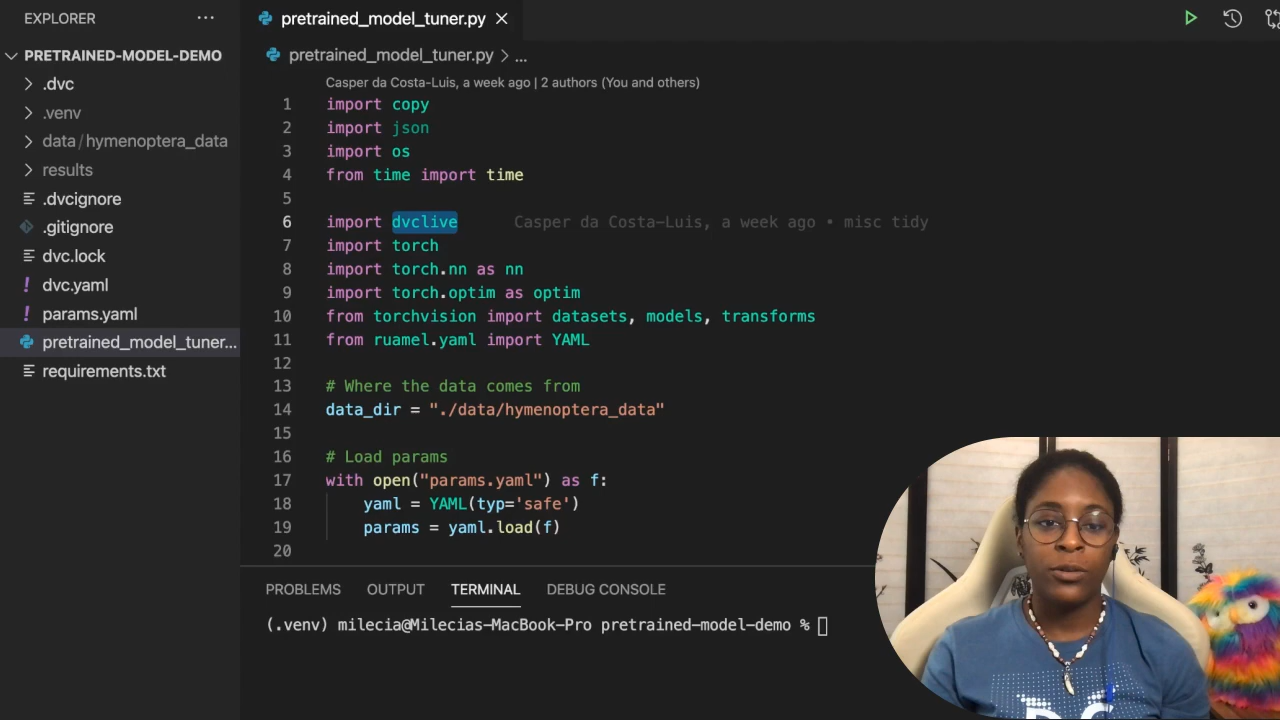 EXPLORER
PRETRAINED-MODEL-DEMO
.dvc
.venv
data/hymenoptera_data
results
.dvcignore
.gitignore
dvc.lock
dvc.yaml
params.yaml
pretrained_model_tuner...
requirements.txt
pretrained_model_tuner.py
pretrained_model_tuner.py > ...
Casper da Costa-Luis, a week ago | 2 authors (You and others)
1 import copy
2 import json
3 import os
4 from time import time
5
6 import dvclive Casper da Costa-Luis, a week ago • misc tidy
7 import torch
8 import torch.nn as nn
9 import torch.optim as optim
10 from torchvision import datasets, models, transforms
11 from ruamel.yaml import YAML
12
13 # Where the data comes from
14 data_dir = "./data/hymenoptera_data"
15
16 # Load params
17 with open("params.yaml") as f:
18 yaml = YAML(typ='safe')
19 params = yaml.load(f)
20
PROBLEMS OUTPUT TERMINAL DEBUG CONSOLE
(.venv) milecia@Milecias-MacBook-Pro pretrained-model-demo %